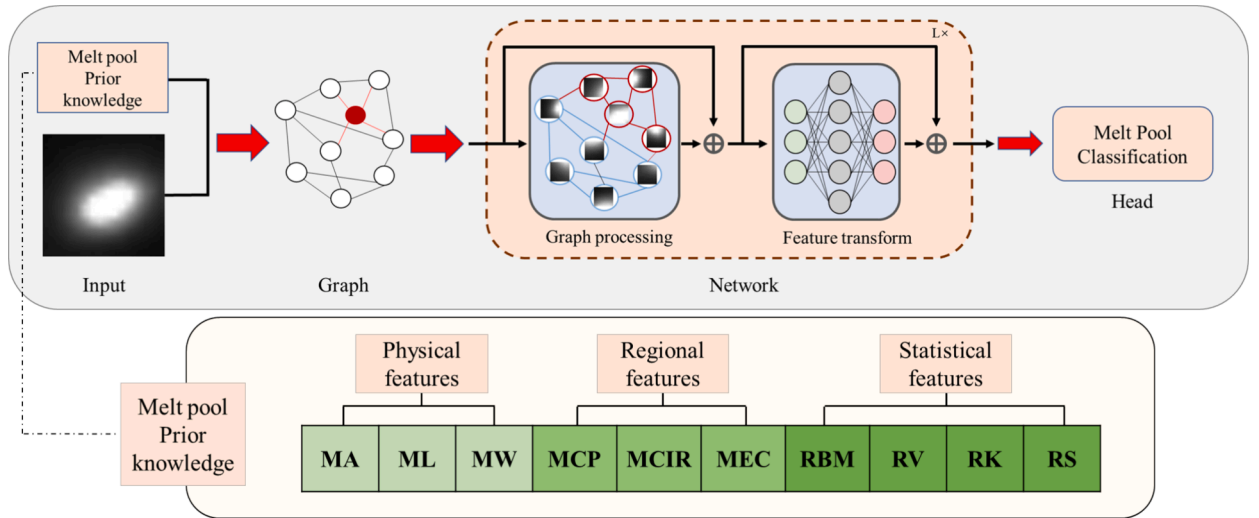 Melt pool
Prior
knowledge
Input
Graph
L×
Graph processing
Feature transform
Network
Melt Pool
Classification
Head
Melt pool
Prior
knowledge
Physical
features
Regional
features
Statistical
features
MA ML MW MCP MCIR MEC RBM RV RK RS